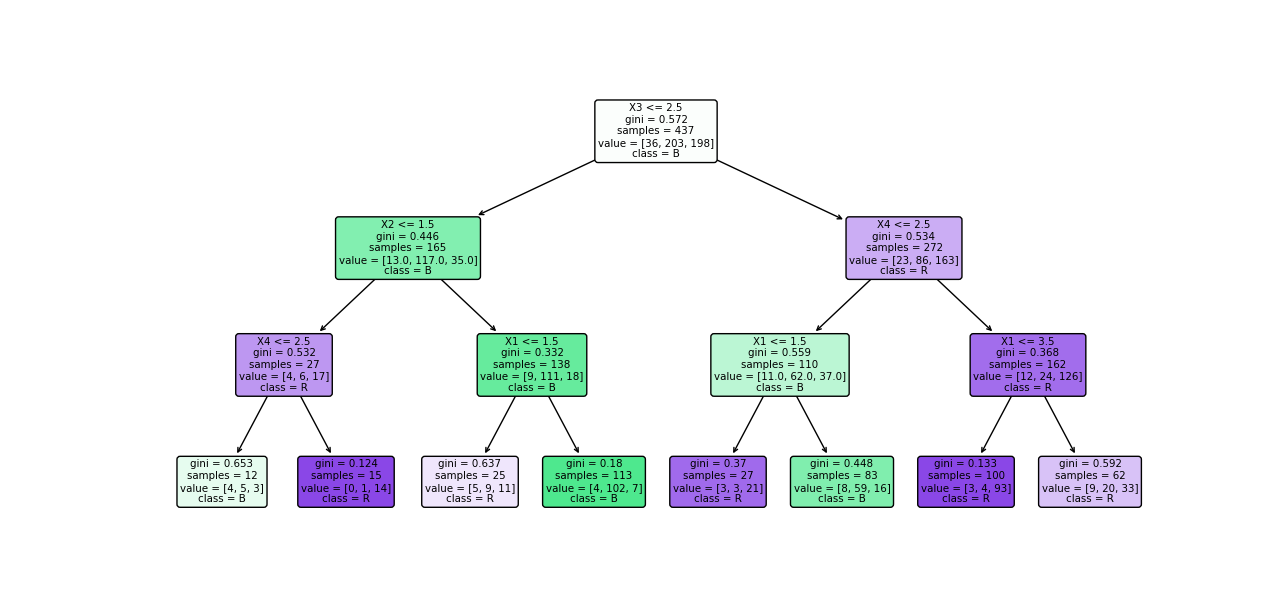 X3 <= 2.5
gini = 0.572
samples = 437
value = [36, 203, 198]
class = B
X2 <= 1.5
gini = 0.446
samples = 165
value = [13.0, 117.0, 35.0]
class = B
X4 <= 2.5
gini = 0.534
samples = 272
value = [23, 86, 163]
class = R
X4 <= 2.5
gini = 0.532
samples = 27
value = [4, 6, 17]
class = R
X1 <= 1.5
gini = 0.332
samples = 138
value = [9, 111, 18]
class = B
X1 <= 1.5
gini = 0.559
samples = 110
value = [11.0, 62.0, 37.0]
class = B
X1 <= 3.5
gini = 0.368
samples = 162
value = [12, 24, 126]
class = R
gini = 0.653
samples = 12
value = [4, 5, 3]
class = B
gini = 0.124
samples = 15
value = [0, 1, 14]
class = R
gini = 0.637
samples = 25
value = [5, 9, 11]
class = R
gini = 0.18
samples = 113
value = [4, 102, 7]
class = B
gini = 0.37
samples = 27
value = [3, 3, 21]
class = R
gini = 0.448
samples = 83
value = [8, 59, 16]
class = B
gini = 0.133
samples = 100
value = [3, 4, 93]
class = R
gini = 0.592
samples = 62
value = [9, 20, 33]
class = R